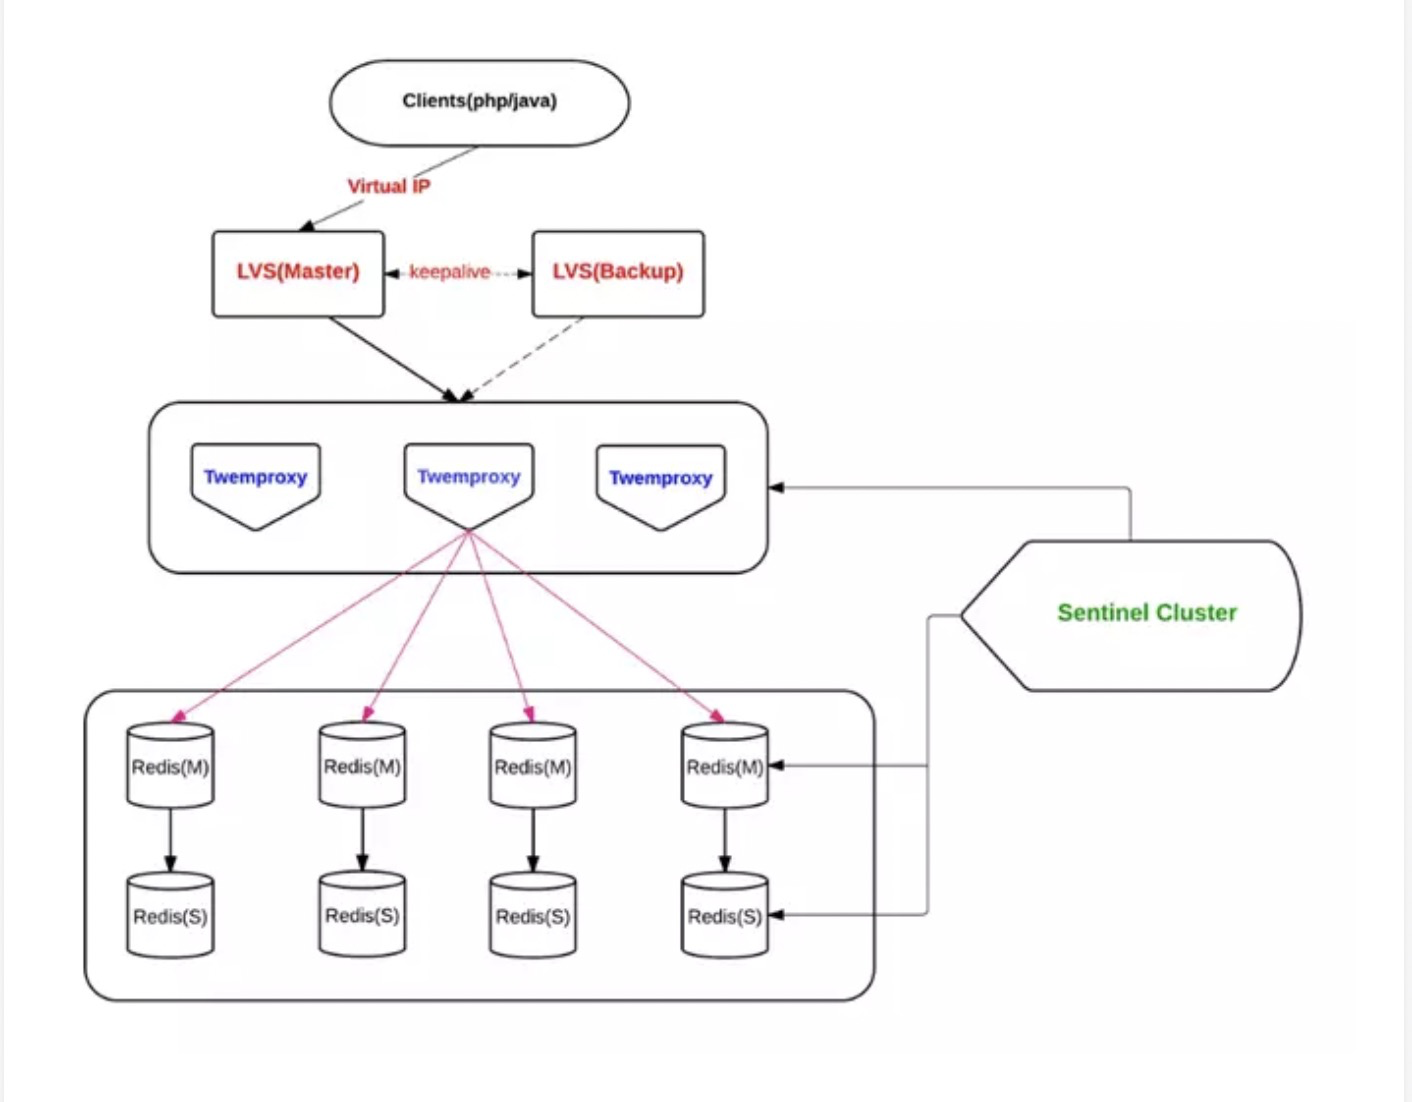 Clients(php/java)
Virtual IP
LVS(Master)
keepalive
LVS(Backup)
Twemproxy
Twemproxy
Twemproxy
Sentinel Cluster
Redis(M)
Redis(M)
Redis(M)
Redis(M)
Redis(S)
Redis(S)
Redis(S)
Redis(S)